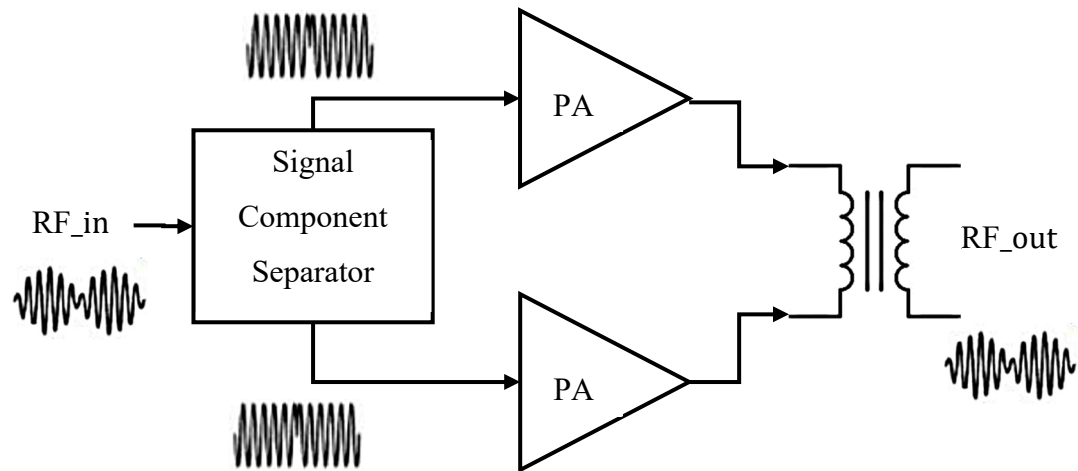 PA
Signal
Component
Separator
RF_in
RF_out
PA